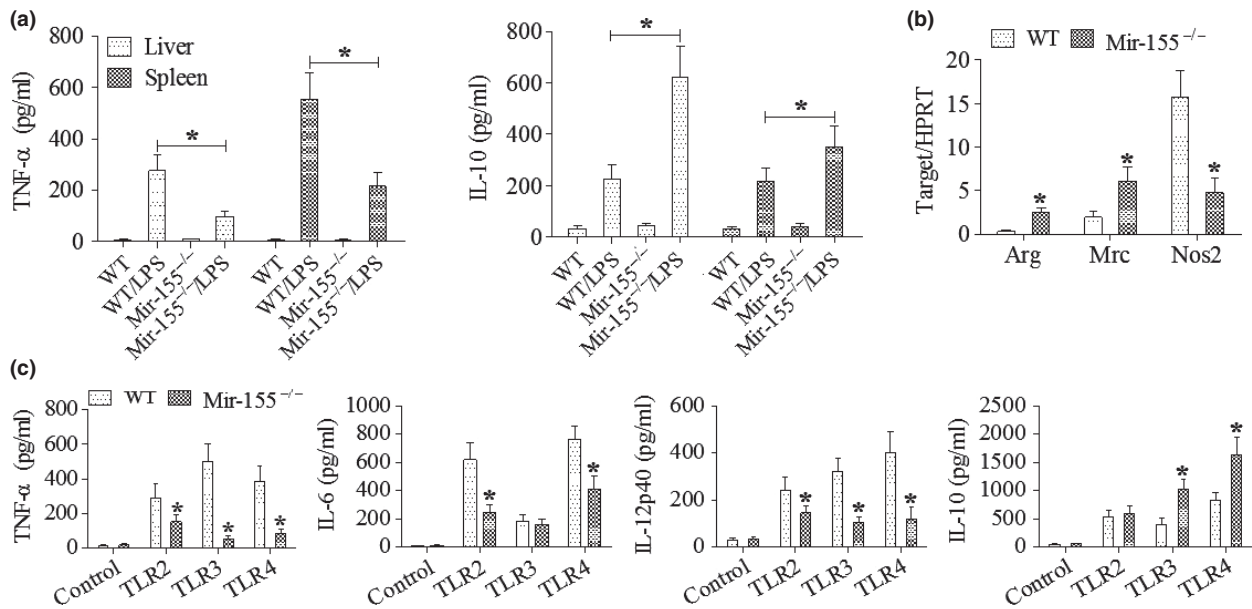 (a)
TNF-α (pg/ml)
800
600
400
200
0
Liver
Spleen
*
*
WT
WT/LPS
Mir-155−/−
Mir-155−/−/LPS
WT
WT/LPS
Mir-155−/−
Mir-155−/−/LPS
IL-10 (pg/ml)
800
600
400
200
0
*
*
WT
WT/LPS
Mir-155−/−
Mir-155−/−/LPS
WT
WT/LPS
Mir-155−/−
Mir-155−/−/LPS
(b)
WT Mir-155−/−
Target/HPRT
20
15
10
5
0
* * *
Arg Mrc Nos2
(c)
WT Mir-155−/−
TNF-α (pg/ml)
800
600
400
200
0
* * *
Control TLR2 TLR3 TLR4
IL-6 (pg/ml)
1000
800
600
400
200
0
* *
Control TLR2 TLR3 TLR4
IL-12p40 (pg/ml)
600
400
200
0
* * *
Control TLR2 TLR3 TLR4
IL-10 (pg/ml)
2500
2000
1500
1000
500
0
* *
Control TLR2 TLR3 TLR4